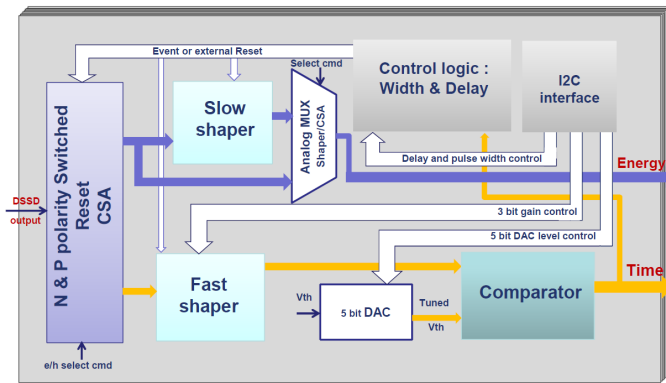 Event or external Reset
Select cmd
Control logic :
Width & Delay
I2C
interface
Slow
shaper
Analog MUX
Shaper/CSA
N & P polarity Switched
Reset
CSA
Delay and pulse width control
Energy
DSSD
output
3 bit gain control
5 bit DAC level control
Fast
shaper
Vth
5 bit DAC
Tuned
Vth
Comparator
Time
e/h select cmd